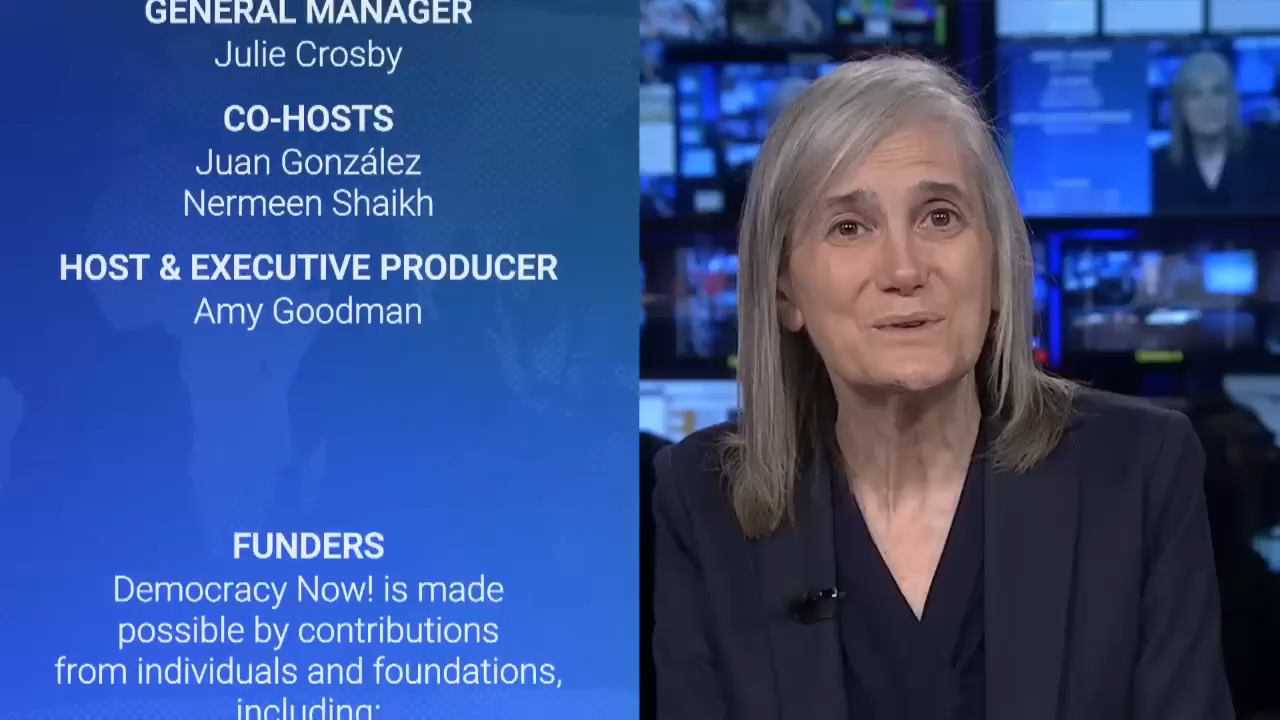 GENERAL MANAGER
Julie Crosby
CO-HOSTS
Juan González
Nermeen Shaikh
HOST & EXECUTIVE PRODUCER
Amy Goodman
FUNDERS
Democracy Now! is made
possible by contributions
from individuals and foundations,
including: